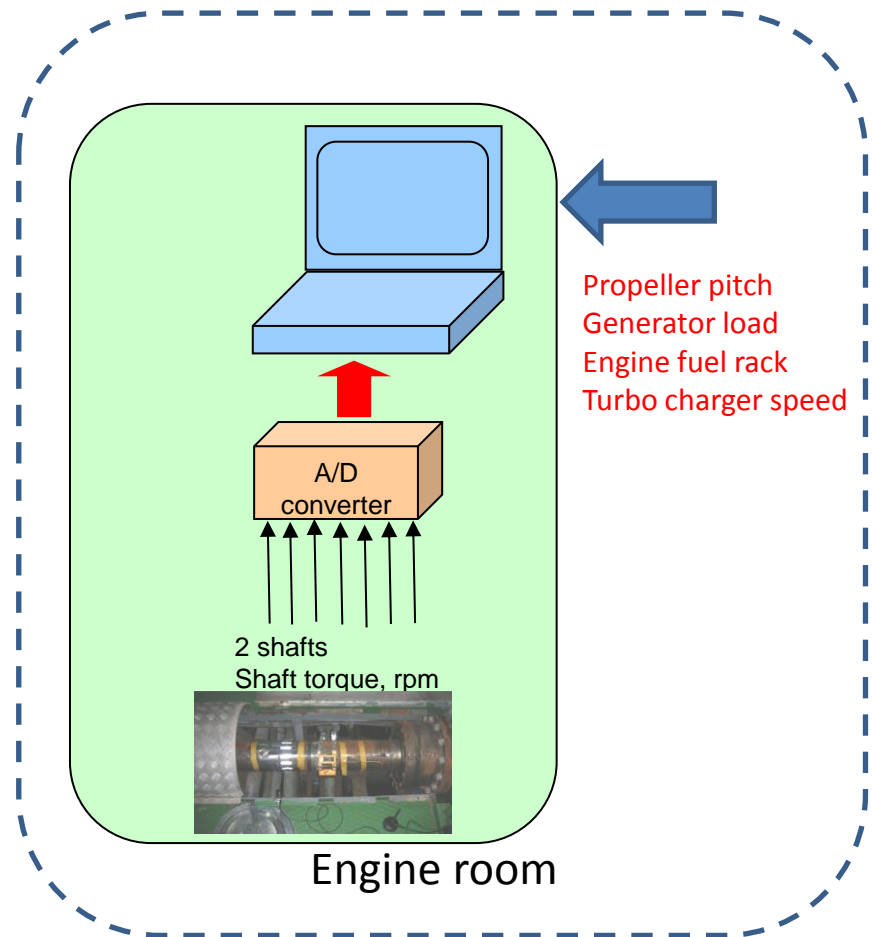 Propeller pitch
Generator load
Engine fuel rack
Turbo charger speed
A/D
converter
2 shafts
Shaft torque, rpm
Engine room